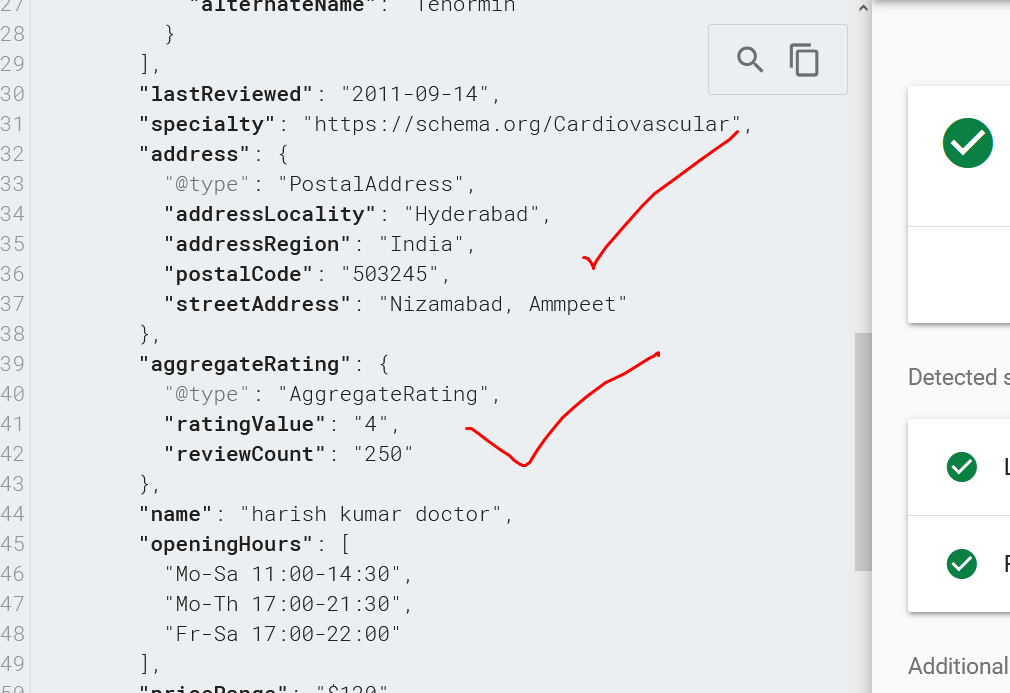 27 "alternateName": "Tenormin
28 }
29 ],
30 "lastReviewed": "2011-09-14",
31 "specialty": "https://schema.org/Cardiovascular",
32 "address": {
33 "@type": "PostalAddress",
34 "addressLocality": "Hyderabad",
35 "addressRegion": "India",
36 "postalCode": "503245",
37 "streetAddress": "Nizamabad, Ammpeet"
38 },
39 "aggregateRating": {
40 "@type": "AggregateRating",
41 "ratingValue": "4",
42 "reviewCount": "250"
43 },
44 "name": "harish kumar doctor",
45 "openingHours": [
46 "Mo-Sa 11:00-14:30",
47 "Mo-Th 17:00-21:30",
48 "Fr-Sa 17:00-22:00"
49 ],
50 "priceRange": "$120"
Detected s
L
Additional